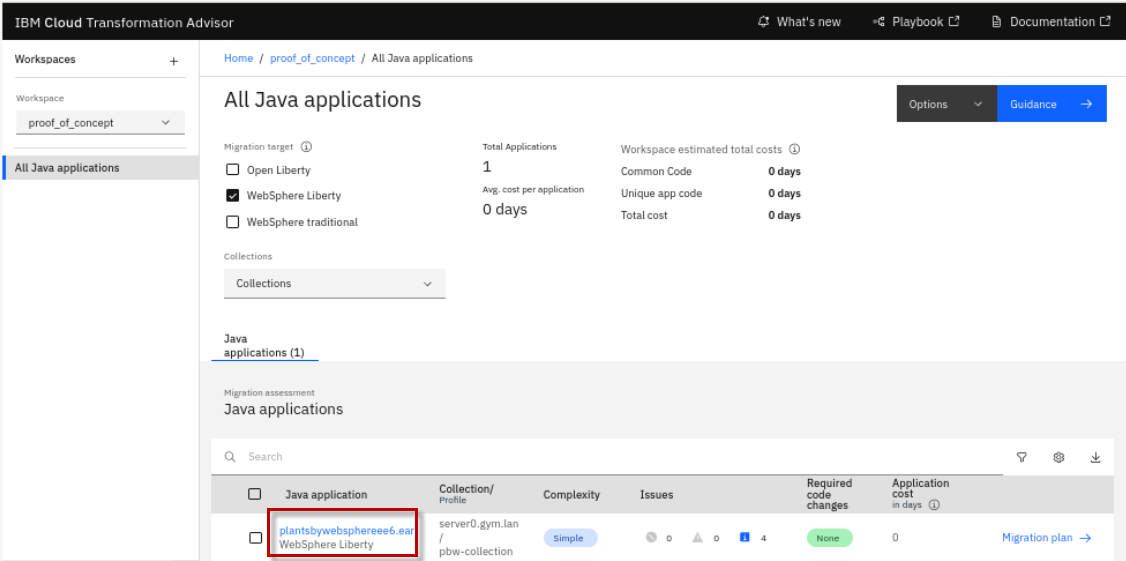 IBM Cloud Transformation Advisor
What's new
Playbook
Documentation
Workspaces
+
Home / proof_of_concept / All Java applications
Workspace
proof_of_concept
All Java applications
All Java applications
Options
Guidance
Migration target
Open Liberty
WebSphere Liberty
WebSphere traditional
Total Applications
1
Avg. cost per application
0 days
Workspace estimated total costs
Common Code 0 days
Unique app code 0 days
Total cost 0 days
Collections
Collections
Java
applications (1)
Migration assessment
Java applications
Search
Java application
Collection/
Profile
Complexity
Issues
Required
code
changes
Application
cost
in days
plantsbywebsphereee6.ear
WebSphere Liberty
server0.gym.lan
/
pbw-collection
Simple
0
0
4
None
0
Migration plan